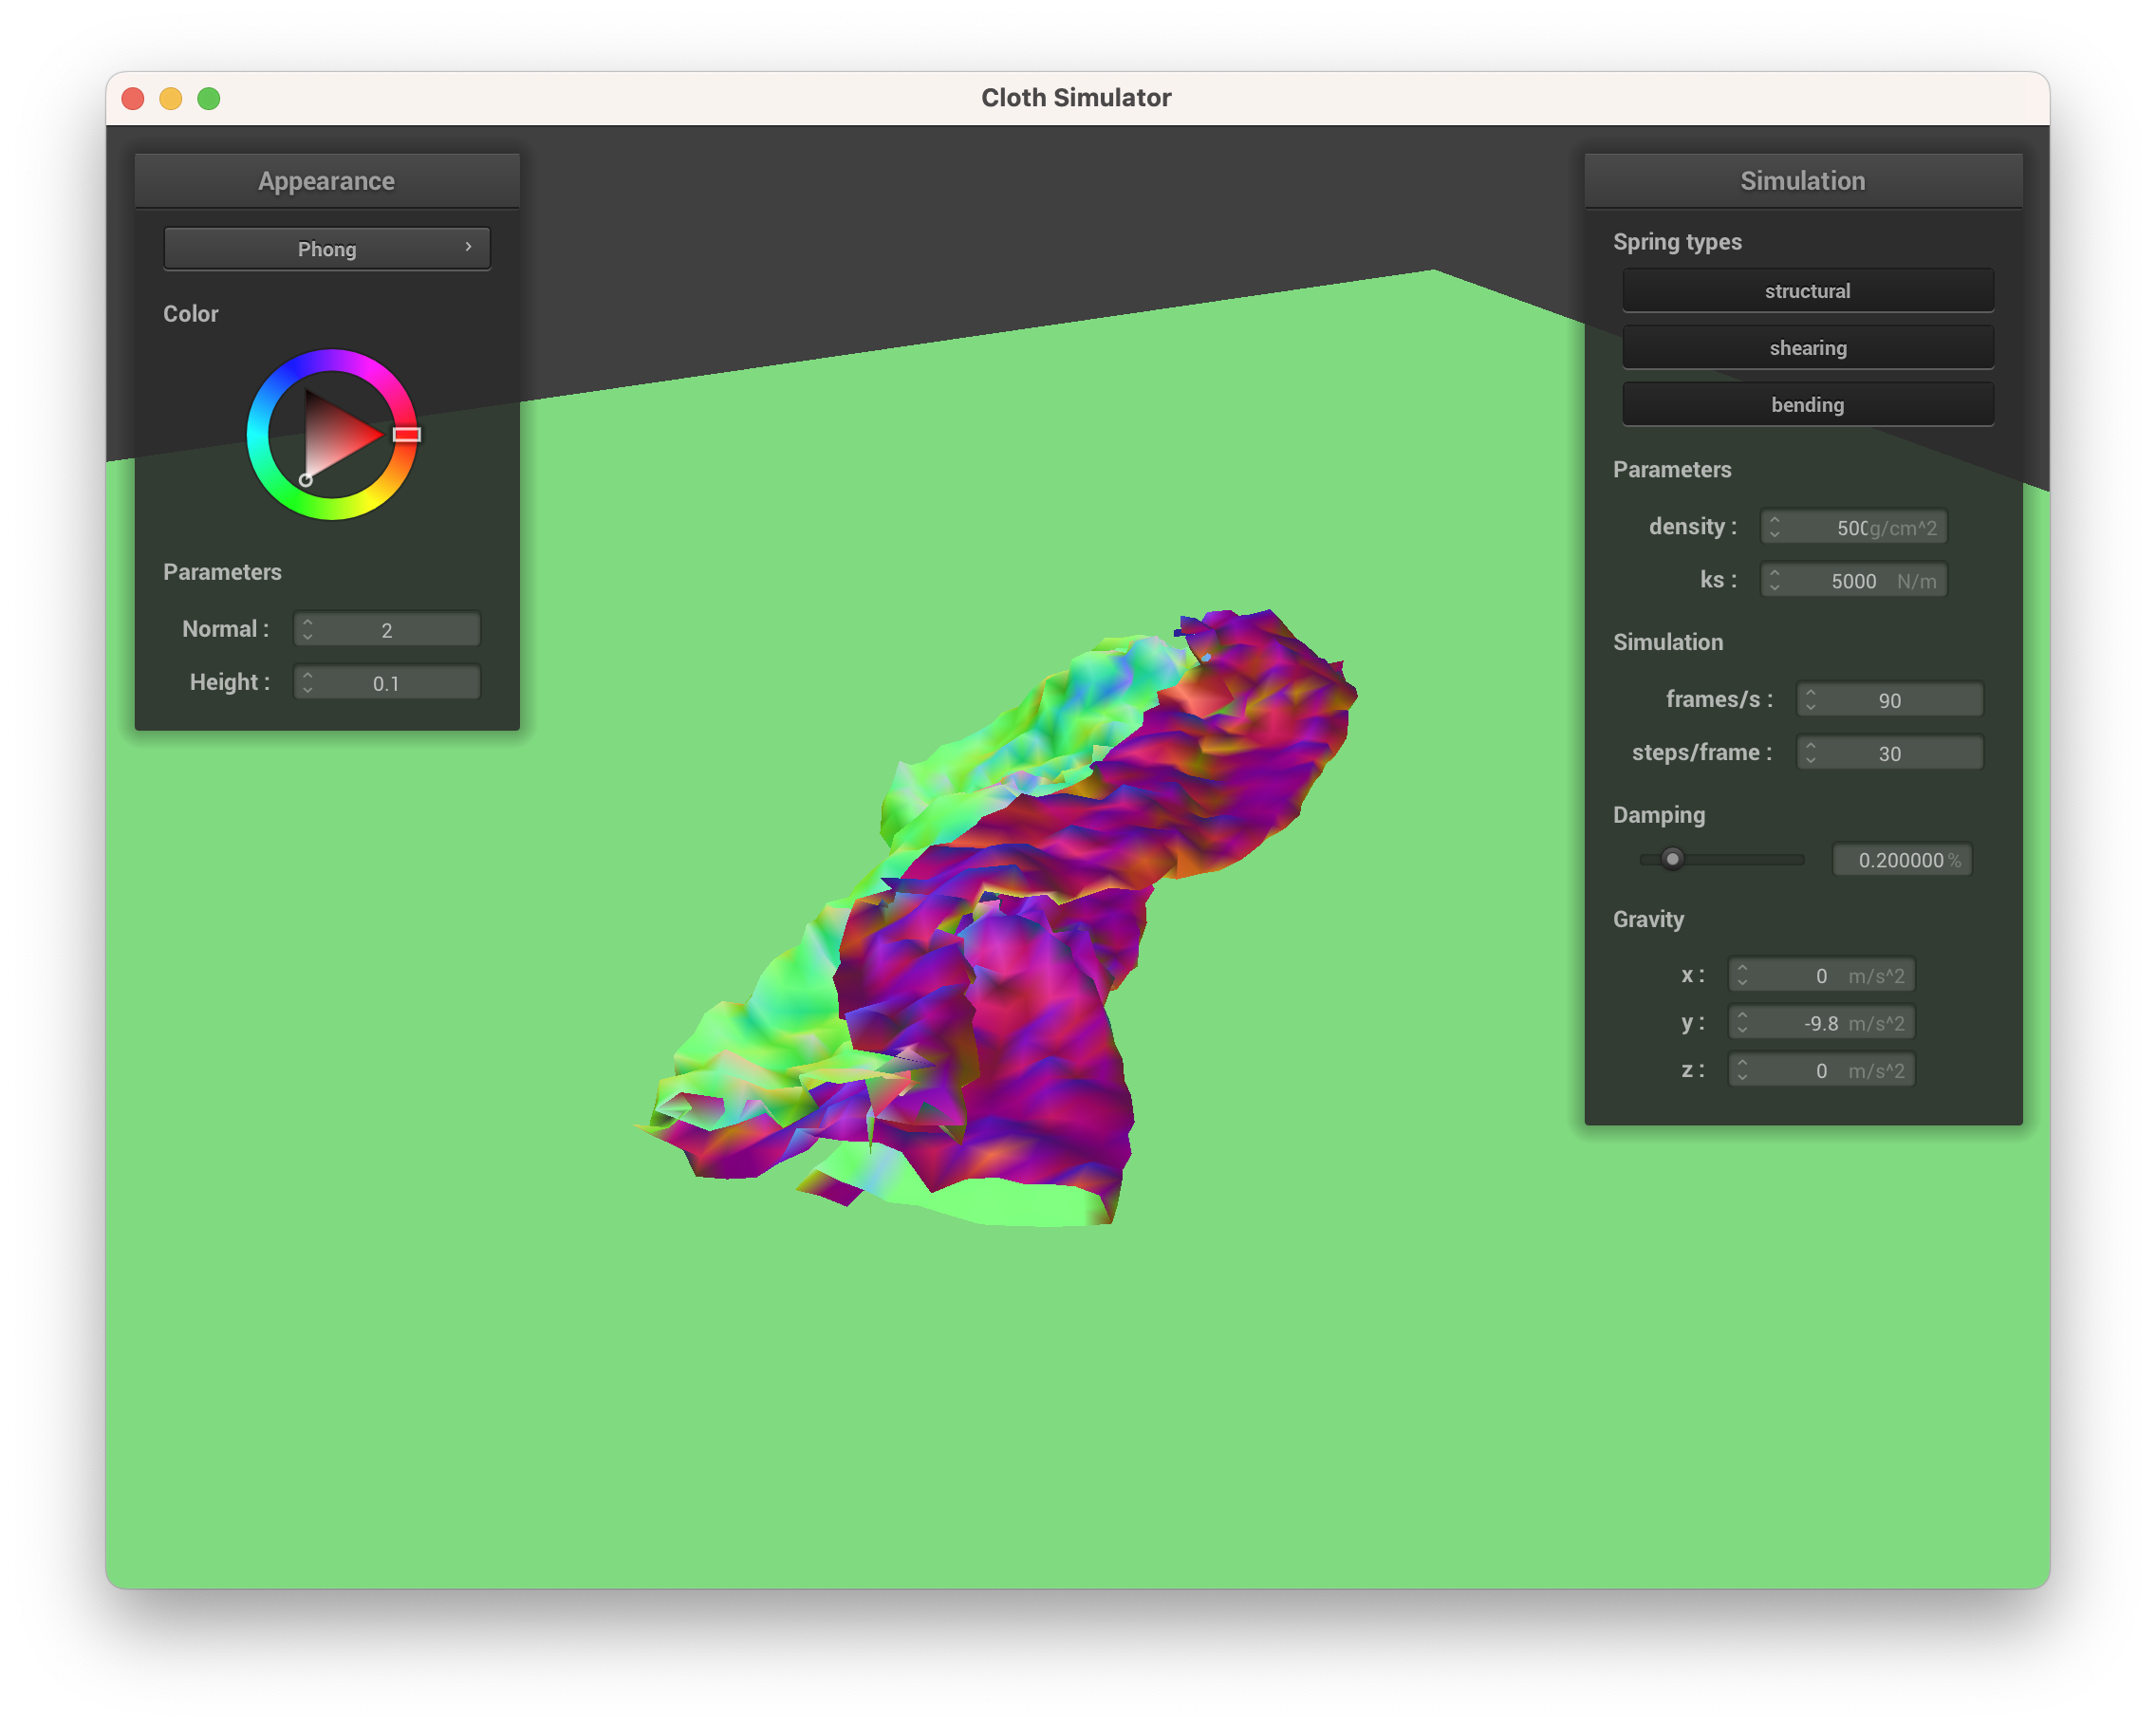 Cloth Simulator
Appearance
Phong
Color
Parameters
Normal : 2
Height : 0.1
Simulation
Spring types
structural
shearing
bending
Parameters
density : 500 g/cm^2
ks : 5000 N/m
Simulation
frames/s : 90
steps/frame : 30
Damping
0.200000 %
Gravity
x : 0 m/s^2
y : -9.8 m/s^2
z : 0 m/s^2